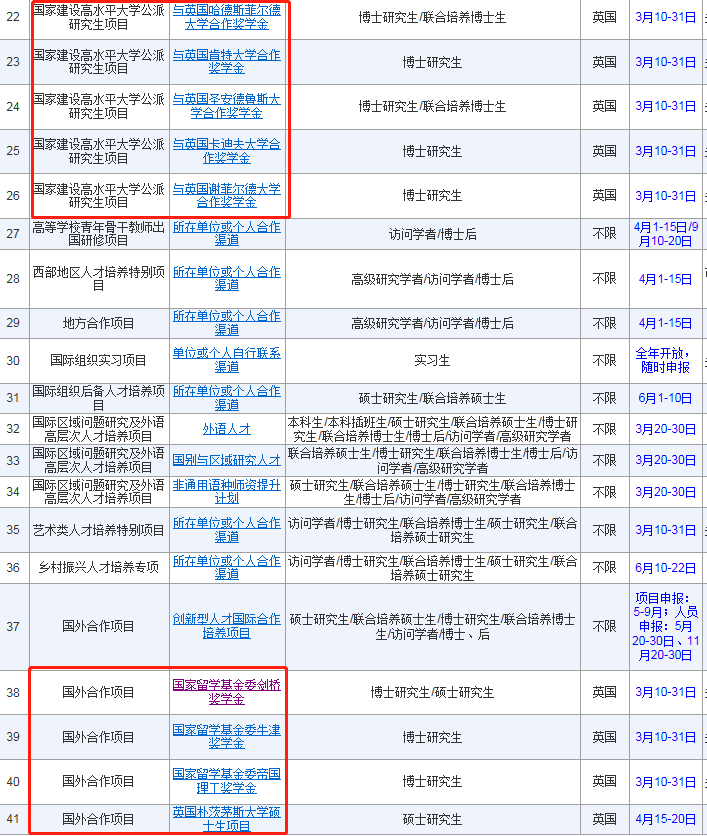 22 国家建设高水平大学公派研究生项目 与英国哈德斯菲尔德大学合作奖学金 博士研究生/联合培养博士生 英国 3月10-31日
23 国家建设高水平大学公派研究生项目 与英国肯特大学合作奖学金 博士研究生 英国 3月10-31日
24 国家建设高水平大学公派研究生项目 与英国圣安德鲁斯大学合作奖学金 博士研究生/联合培养博士生 英国 3月10-31日
25 国家建设高水平大学公派研究生项目 与英国卡迪夫大学合作奖学金 博士研究生 英国 3月10-31日
26 国家建设高水平大学公派研究生项目 与英国谢菲尔德大学合作奖学金 博士研究生 英国 3月10-31日
27 高等学校青年骨干教师出国研修项目 所在单位或个人合作渠道 访问学者/博士后 不限 4月1-15日/9月10-20日
28 西部地区人才培养特别项目 所在单位或个人合作渠道 高级研究学者/访问学者/博士后 不限 4月1-15日
29 地方合作项目 所在单位或个人合作渠道 高级研究学者/访问学者/博士后 不限 4月1-15日
30 国际组织实习项目 单位或个人自行联系渠道 实习生 不限 全年开放，随时申报
31 国际组织后备人才培养项目 所在单位或个人合作渠道 硕士研究生/联合培养硕士生 不限 6月1-10日
32 国际区域问题研究及外语高层次人才培养项目 外语人才 本科生/本科插班生/硕士研究生/联合培养硕士生/博士研究生/联合培养博士生/博士后/访问学者/高级研究学者 不限 3月20-30日
33 国际区域问题研究及外语高层次人才培养项目 国别与区域研究人才 联合培养硕士生/博士研究生/联合培养博士生/博士后/访问学者/高级研究学者 不限 3月20-30日
34 国际区域问题研究及外语高层次人才培养项目 非通用语种师资提升计划 硕士研究生/联合培养硕士生/博士研究生/联合培养博士生/博士后/访问学者/高级研究学者 不限 3月20-30日
35 艺术类人才培养特别项目 所在单位或个人合作渠道 访问学者/博士研究生/联合培养博士生/硕士研究生/联合培养硕士研究生 不限 3月10-31日
36 乡村振兴人才培养专项 所在单位或个人合作渠道 访问学者/博士研究生/联合培养博士生/硕士研究生/联合培养硕士研究生 不限 6月10-22日
37 国外合作项目 创新型人才国际合作培养项目 硕士研究生/联合培养硕士生/博士研究生/联合培养博士生/访问学者/博士、后 不限 项目申报：5-9月；人员申报：5月20-30日、11月20-30日
38 国外合作项目 国家留学基金委剑桥奖学金 博士研究生/硕士研究生 英国 3月10-31日
39 国外合作项目 国家留学基金委牛津奖学金 博士研究生 英国 3月10-31日
40 国外合作项目 国家留学基金委帝国理工奖学金 博士研究生 英国 3月10-31日
41 国外合作项目 英国朴茨茅斯大学硕士生项目 硕士研究生 英国 4月15-20日